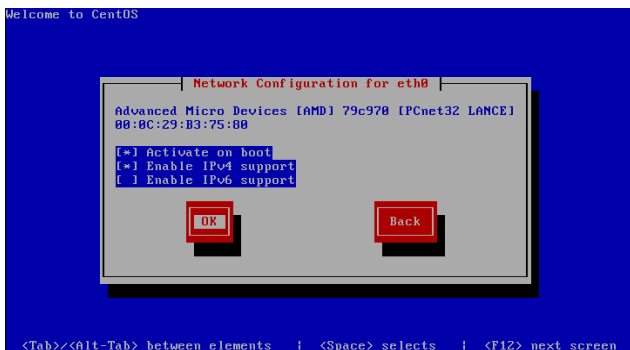 Welcome to CentOS
Network Configuration for eth0
Advanced Micro Devices [AMD] 79c970 [PCnet32 LANCE]
00:0C:29:B3:75:80
[*] Activate on boot
[*] Enable IPv4 support
[ ] Enable IPv6 support
OK Back
<Tab>/<Alt-Tab> between elements | <Space> selects | <F12> next screen